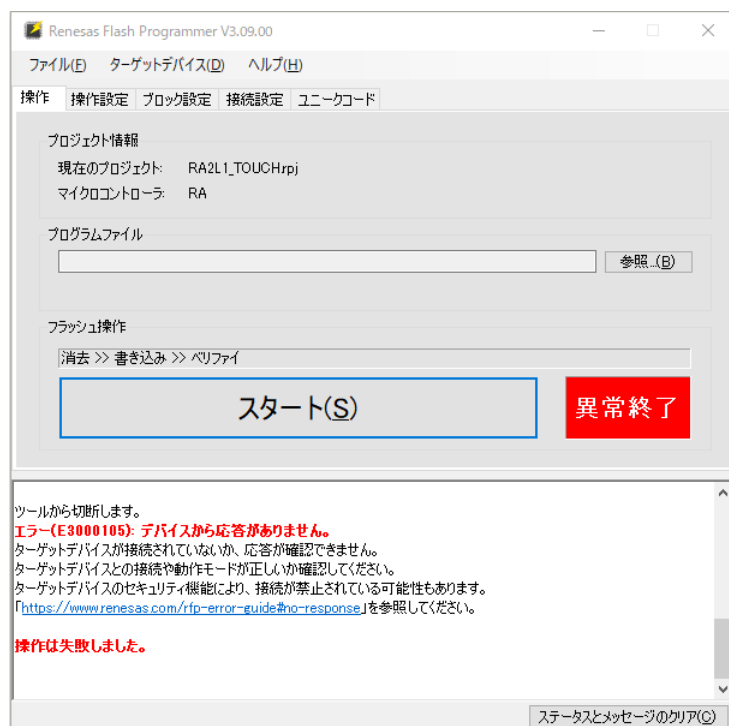 Renesas Flash Programmer V3.09.00
ファイル(F) ターゲットデバイス(D) ヘルプ(H)
操作 操作設定 ブロック設定 接続設定 ユニークコード
プロジェクト情報
現在のプロジェクト: RA2L1_TOUCH.rpj
マイクロコントローラ: RA
プログラムファイル
参照...(B)
フラッシュ操作
消去 >> 書き込み >> ベリファイ
スタート(S) 異常終了
ツールから切断します。
エラー(E3000105): デバイスから応答がありません。
ターゲットデバイスが接続されていないか、応答が確認できません。
ターゲットデバイスとの接続や動作モードが正しいか確認してください。
ターゲットデバイスのセキュリティ機能により、接続が禁止されている可能性もあります。
「https://www.renesas.com/rfp-error-guide#no-response」を参照してください。
操作は失敗しました。
ステータスとメッセージのクリア(C)